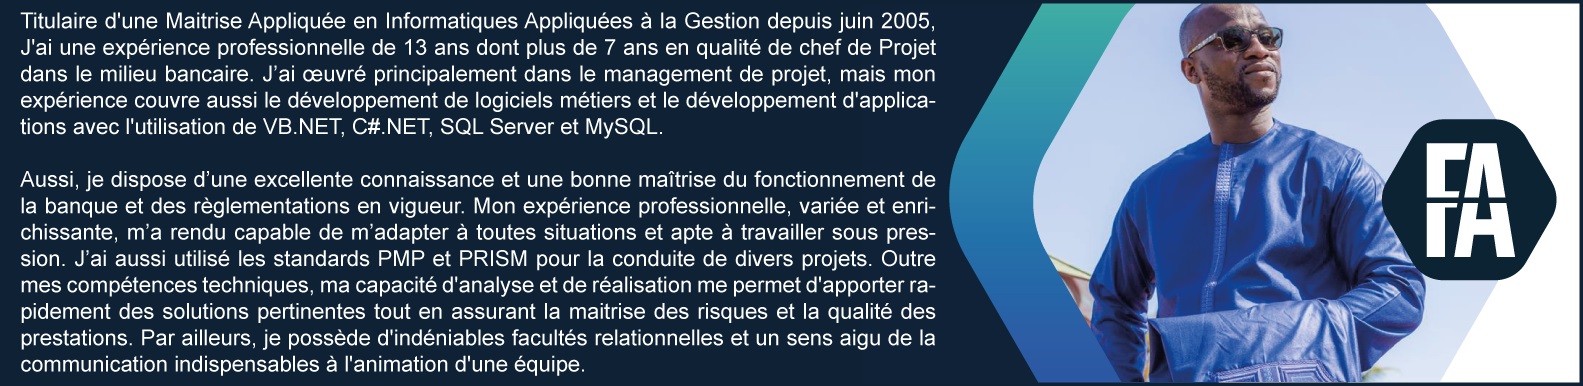 Titulaire d'une Maitrise Appliquée en Informatiques Appliquées à la Gestion depuis juin 2005,
J'ai une expérience professionnelle de 13 ans dont plus de 7 ans en qualité de chef de Projet
dans le milieu bancaire. J’ai œuvré principalement dans le management de projet, mais mon
expérience couvre aussi le développement de logiciels métiers et le développement d'applica-
tions avec l'utilisation de VB.NET, C#.NET, SQL Server et MySQL.
Aussi, je dispose d’une excellente connaissance et une bonne maîtrise du fonctionnement de
la banque et des règlementations en vigueur. Mon expérience professionnelle, variée et enri-
chissante, m’a rendu capable de m’adapter à toutes situations et apte à travailler sous pres-
sion. J’ai aussi utilisé les standards PMP et PRISM pour la conduite de divers projets. Outre
mes compétences techniques, ma capacité d'analyse et de réalisation me permet d'apporter ra-
pidement des solutions pertinentes tout en assurant la maitrise des risques et la qualité des
prestations. Par ailleurs, je possède d'indéniables facultés relationnelles et un sens aigu de la
communication indispensables à l'animation d'une équipe.
FA
FA